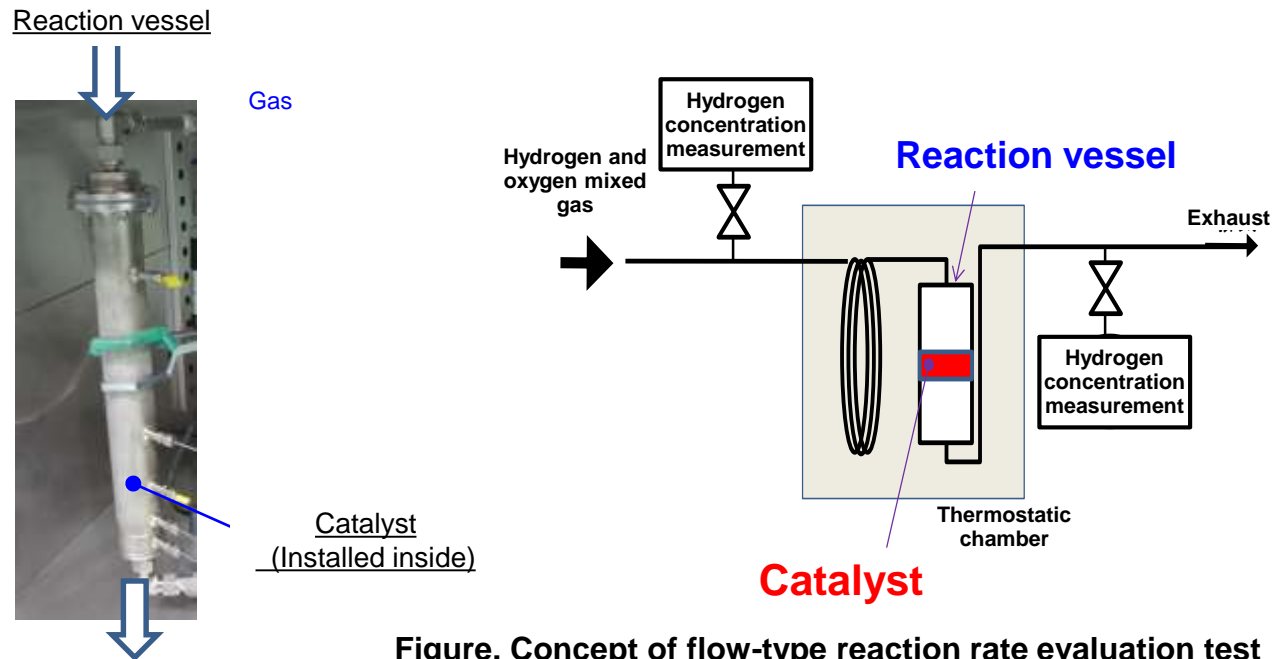 Reaction vessel
Gas
Catalyst
(Installed inside)
Hydrogen
concentration
measurement
Hydrogen and
oxygen mixed
gas
Reaction vessel
Exhaust
Hydrogen
concentration
measurement
Thermostatic
chamber
Catalyst
Figure. Concept of flow-type reaction rate evaluation test